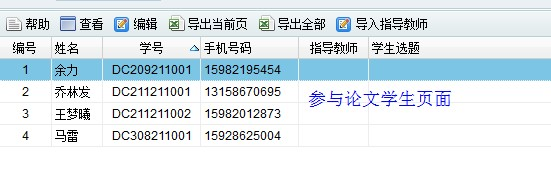 帮助 查看 编辑 导出当前页 导出全部 导入指导教师
编号 姓名 学号 手机号码 指导教师 学生选题
1 余力 DC209211001 15982195454
2 乔林发 DC211211001 13158670695
3 王梦曦 DC211211002 15982012873
4 马雷 DC308211001 15928625004
参与论文学生页面